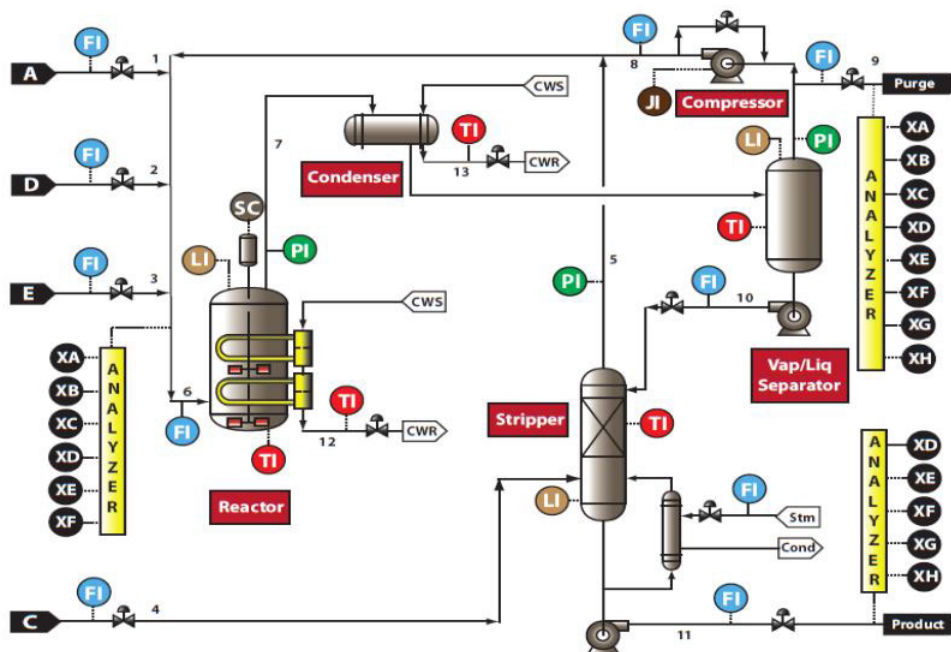 FI
FI
8
FI
9
A
1
JI
Compressor
Purge
CWS
TI
7
CWR
13
Condenser
LI
PI
XA
XB
XC
XD
XE
XF
XG
XH
ANALYZER
FI
D
2
SC
LI
PI
TI
5
PI
FI
10
Vap/Liq
Separator
FI
E
3
CWS
XA
XB
XC
XD
XE
XF
ANALYZER
6
FI
TI
12
CWR
TI
Reactor
Stripper
TI
LI
FI
Stm
Cond
XD
XE
XF
XG
XH
ANALYZER
FI
C
4
FI
11
Product